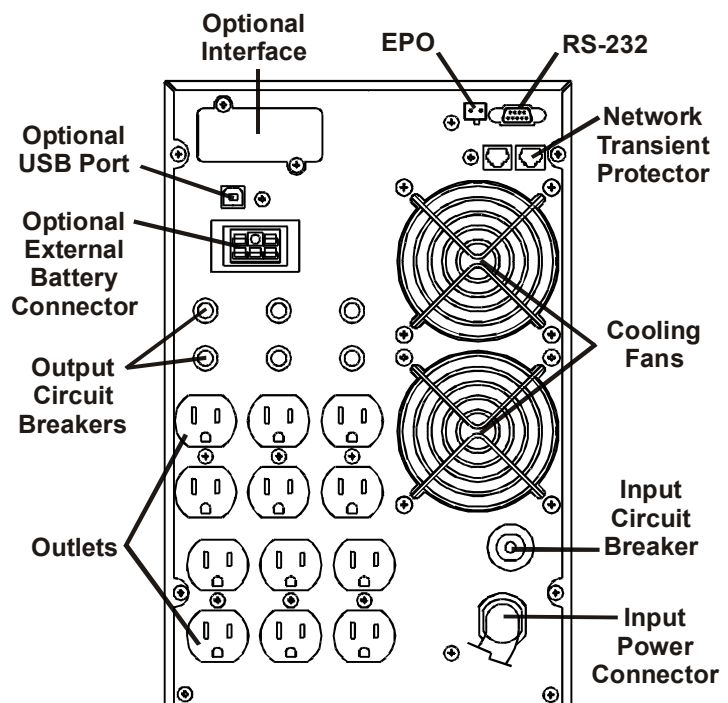 Optional
Interface
EPO
RS-232
Optional
USB Port
Network
Transient
Protector
Optional
External
Battery
Connector
Output
Circuit
Breakers
Cooling
Fans
Outlets
Input
Circuit
Breaker
Input
Power
Connector